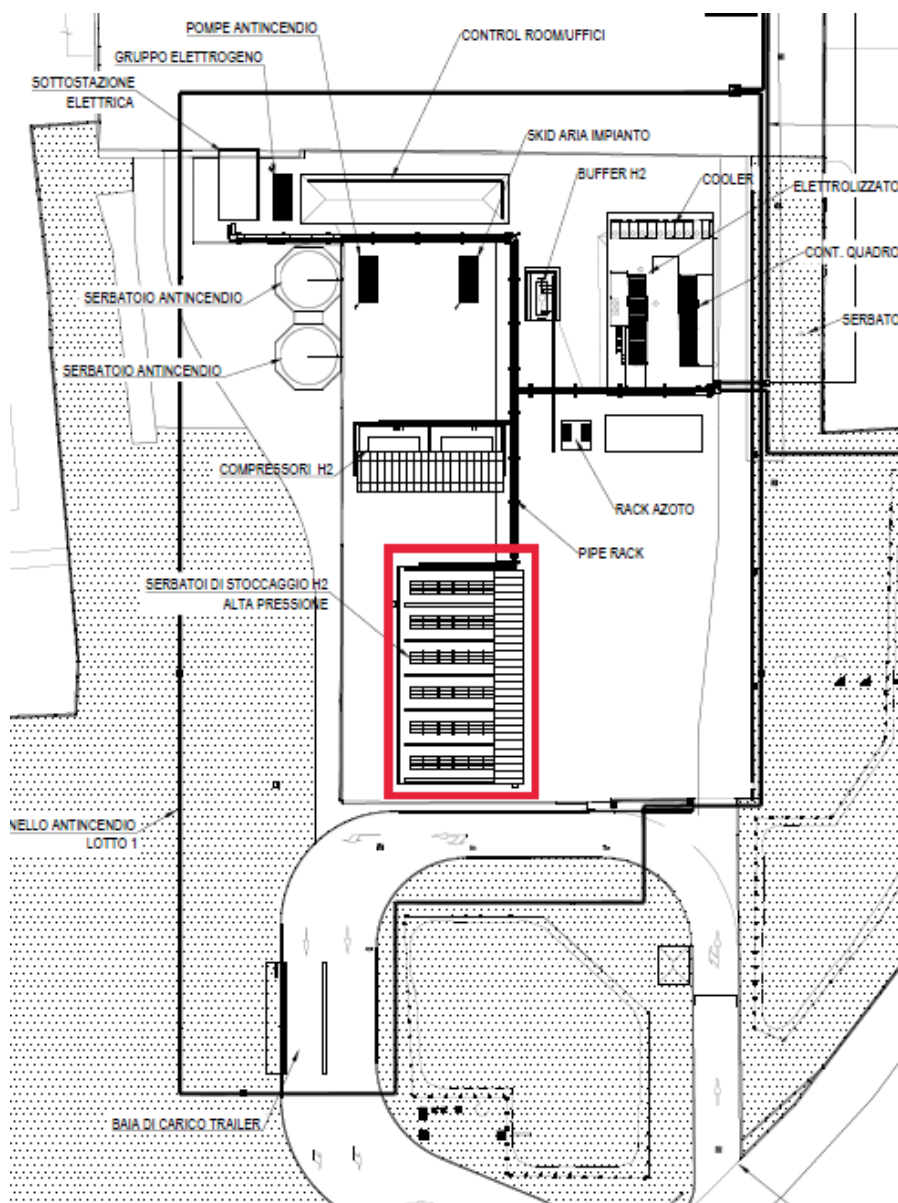 POMPE ANTINCENDIO
CONTROL ROOM/UFFICI
GRUPPO ELETTROGENO
SOTTOSTAZIONE
ELETTRICA
SKID ARIA IMPIANTO
BUFFER H2
COOLER
ELETTROLIZZATO
CONT. QUADRO
SERBATOIO ANTINCENDIO
SERBATO
SERBATOIO ANTINCENDIO
COMPRESSORI H2
RACK AZOTO
PIPE RACK
SERBATOI DI STOCCAGGIO H2
ALTA PRESSIONE
NELLO ANTINCENDIO
LOTTO 1
BAIA DI CARICO TRAILER